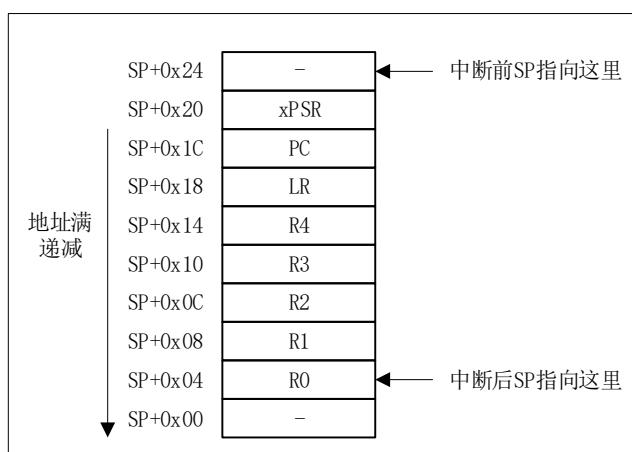 SP+0x24 - 中断前SP指向这里
SP+0x20 xPSR
SP+0x1C PC
SP+0x18 LR
地址满
递减
SP+0x14 R4
SP+0x10 R3
SP+0x0C R2
SP+0x08 R1
SP+0x04 R0 中断后SP指向这里
SP+0x00 -